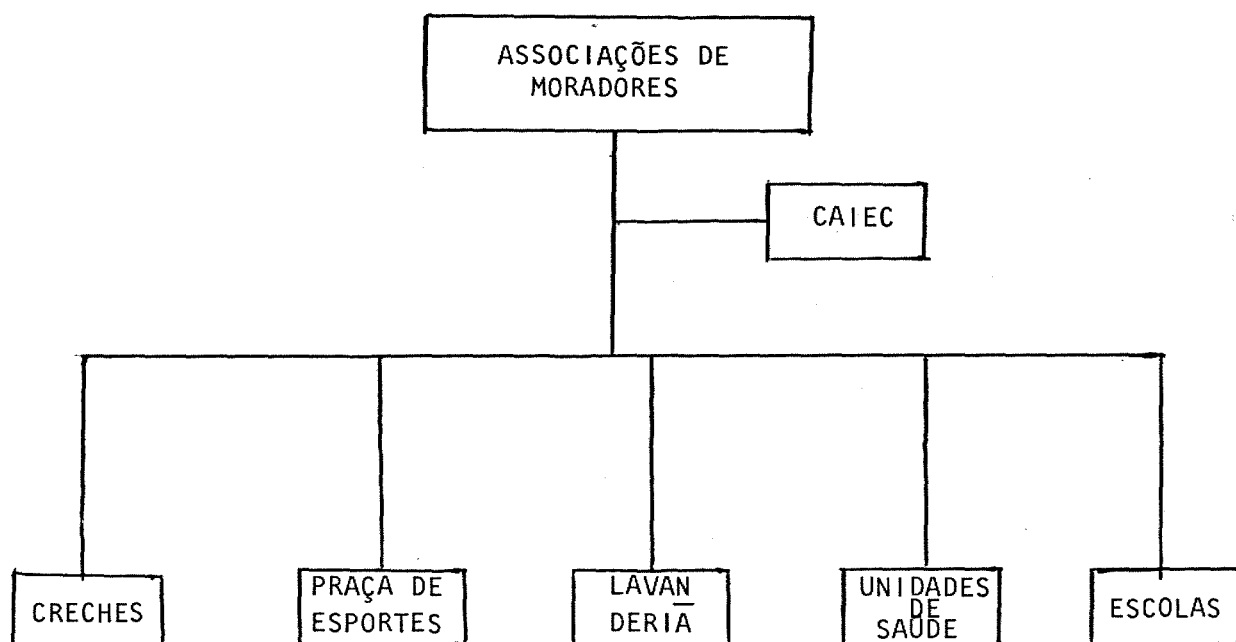 ASSOCIAÇÕES DE
MORADORES
CAIEC
CRECHES
PRAÇA DE
ESPORTES
LAVAN
DERIA
UNIDADES
DE
SAÚDE
ESCOLAS